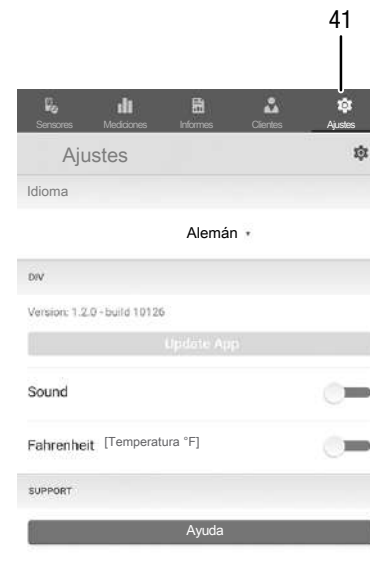 41
Sensores Mediciones Informes Clientes Ajustes
Ajustes
Idioma
Alemán
DIV
Version: 1.2.0 - build 10126
Update App
Sound
Fahrenheit [Temperatura °F]
SUPPORT
Ayuda